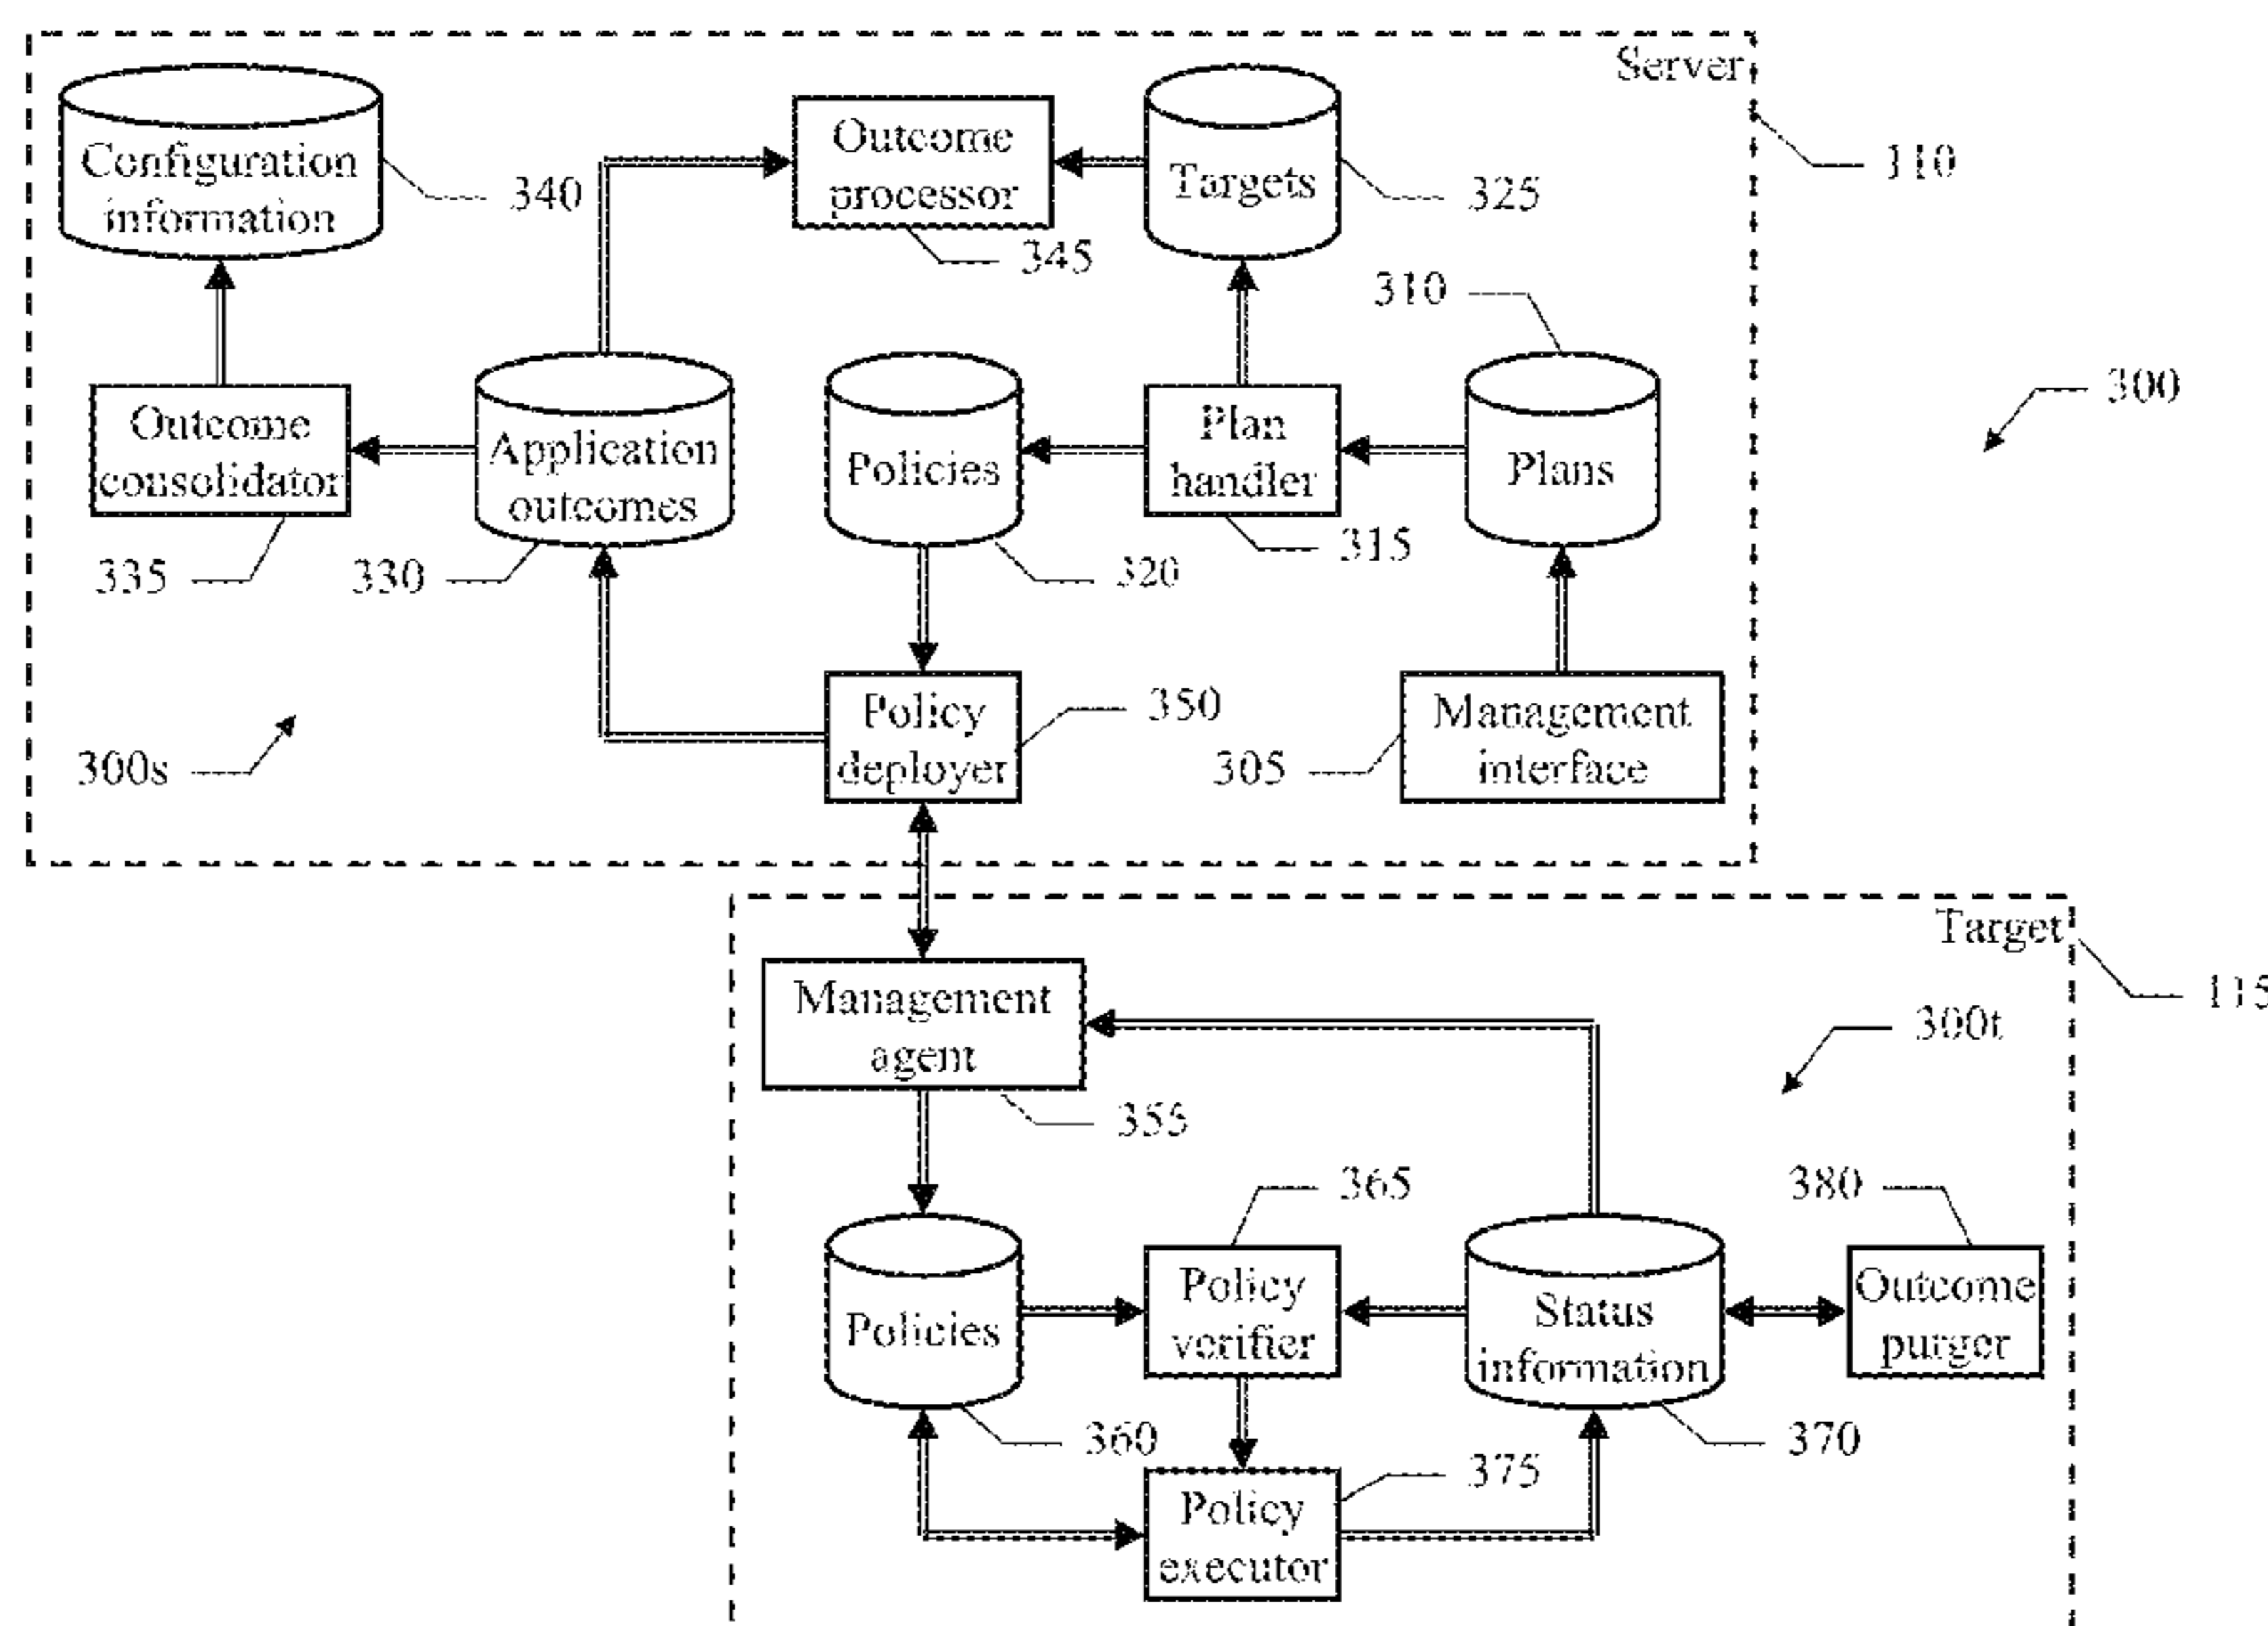 Server
110
Configuration
information
340
Outcome
processor
345
Targets
325
310
300
Outcome
consolidator
335
Application
outcomes
330
Policies
320
Plan
handler
315
Plans
300s
Policy
deployer
350
305
Management
interface
Target
115
Management
agent
355
300t
365
380
Policies
360
Policy
verifier
Status
information
370
Outcome
purger
375
Policy
executor